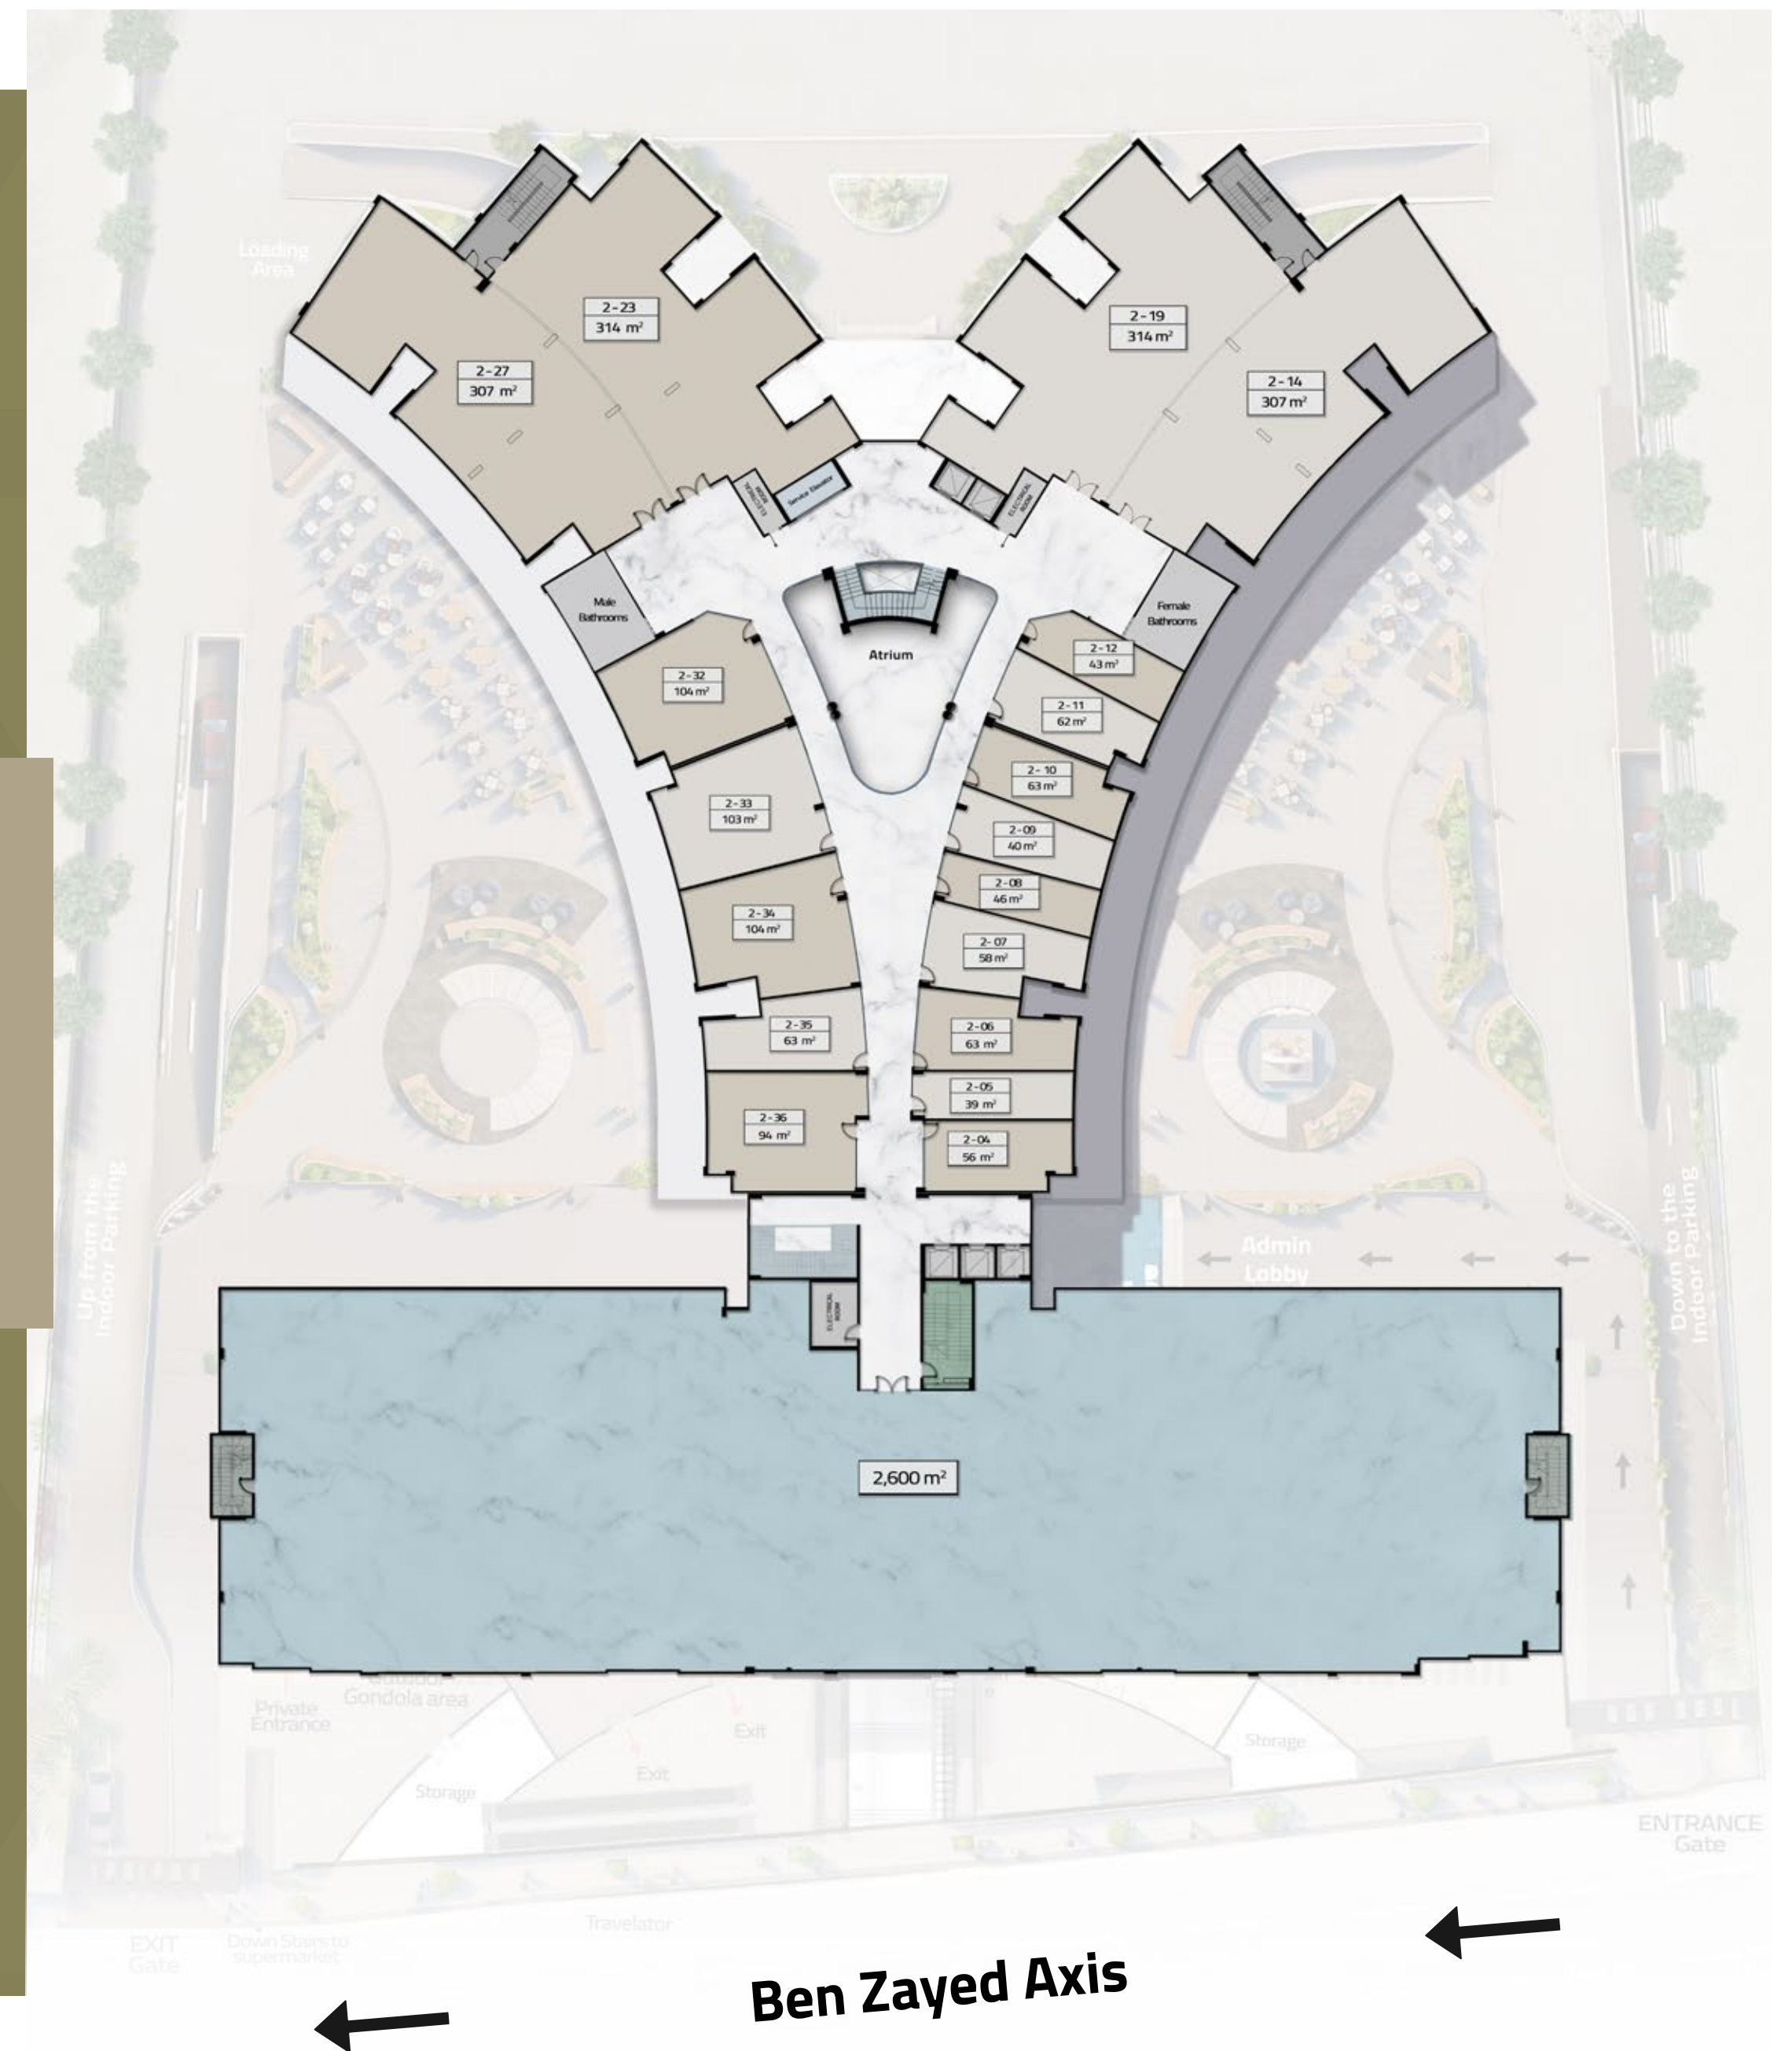 Loading
Area
2-23
314 m²
2-19
314 m²
2-27
307 m²
2-14
307 m²
ELECTRICAL
ROOM
Service Elevator
ELECTRICAL
ROOM
Male
Bathrooms
Female
Bathrooms
Atrium
2-32
104 m²
2-12
43 m²
2-11
62 m²
2-33
103 m²
2-10
63 m²
2-09
40 m²
2-34
104 m²
2-08
46 m²
2-07
58 m²
2-35
63 m²
2-06
63 m²
2-36
94 m²
2-05
39 m²
2-04
56 m²
Up from the
Indoor Parking
Down to the
Indoor Parking
Admin
Lobby
ELECTRICAL
ROOM
2,600 m²
Outdoor
Gondola area
Private
Entrance
Exit
Exit
Storage
Storage
ENTRANCE
Gate
Travelator
EXIT
Gate
Down Stairs to
supermarket
Ben Zayed Axis